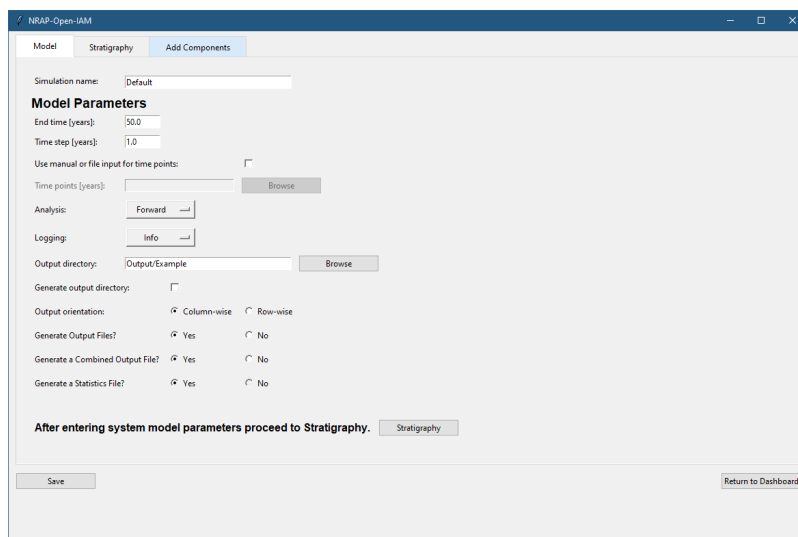 NRAP-Open-IAM
Model Stratigraphy Add Components
Simulation name: Default
Model Parameters
End time [years]: 50.0
Time step [years]: 1.0
Use manual or file input for time points:
Time points [years]: Browse
Analysis: Forward
Logging: Info
Output directory: Output/Example Browse
Generate output directory:
Output orientation: Column-wise Row-wise
Generate Output Files? Yes No
Generate a Combined Output File? Yes No
Generate a Statistics File? Yes No
After entering system model parameters proceed to Stratigraphy. Stratigraphy
Save Return to Dashboard